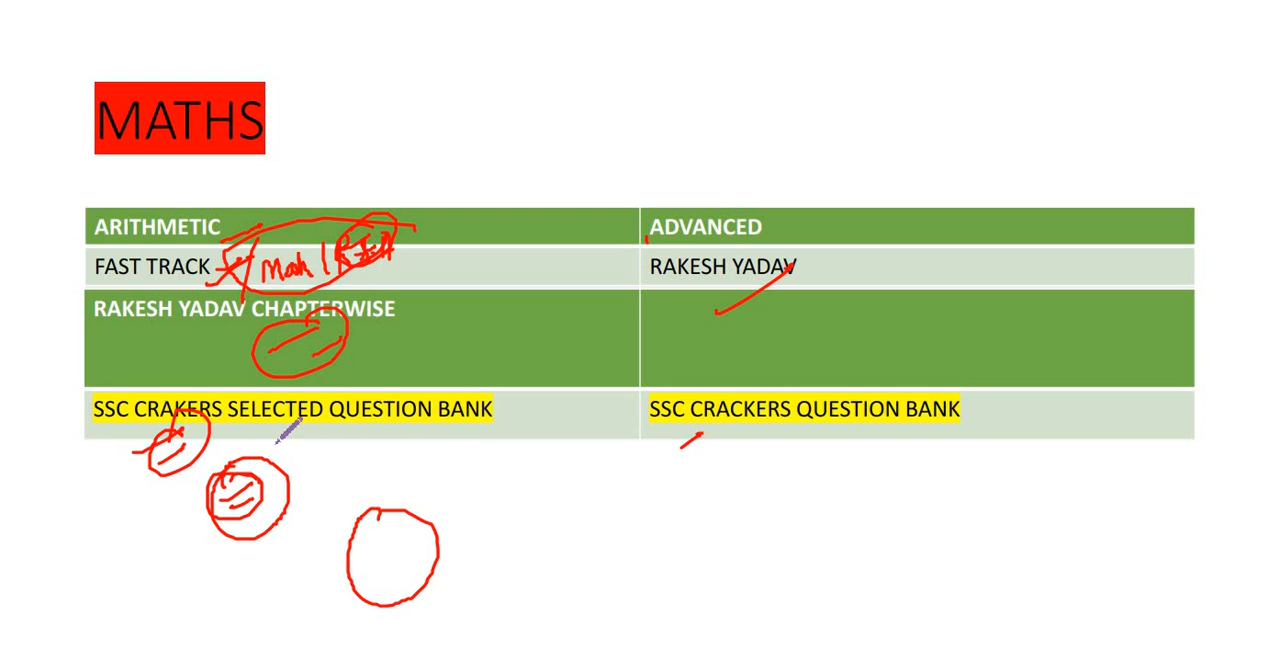 MATHS
ARITHMETIC
ADVANCED
FAST TRACK
RAKESH YADAV
RAKESH YADAV CHAPTERWISE
SSC CRAKERS SELECTED QUESTION BANK
SSC CRACKERS QUESTION BANK